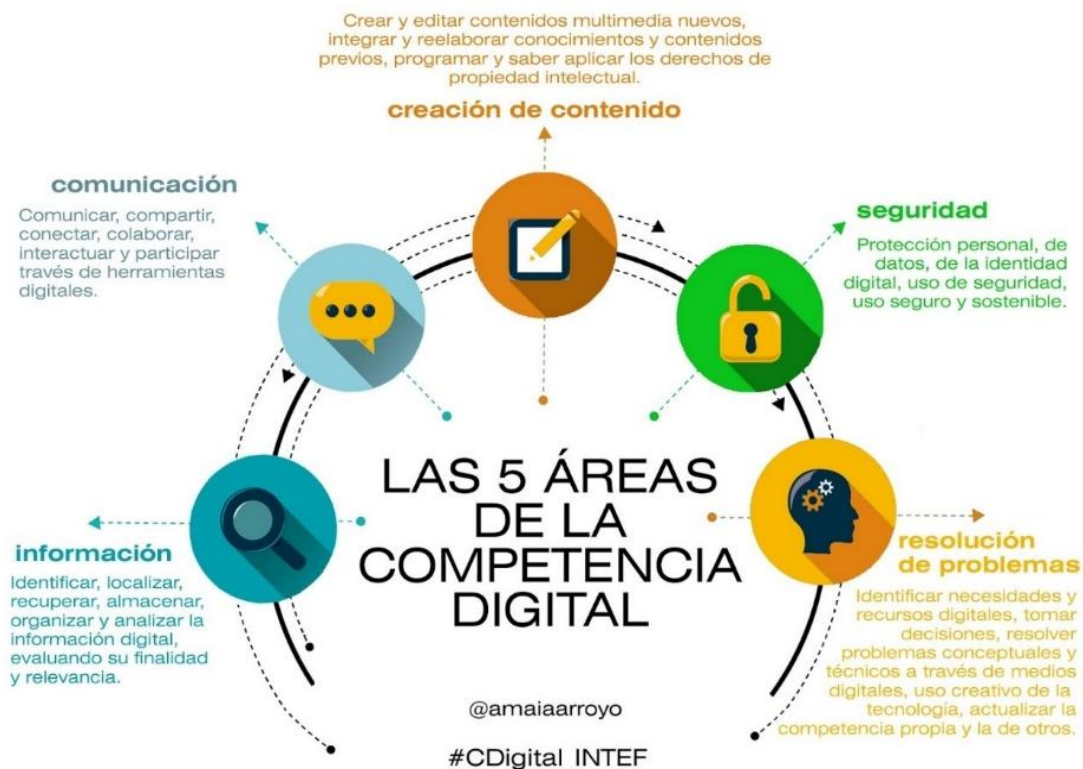 Crear y editar contenidos multimedia nuevos,
integrar y reelaborar conocimientos y contenidos
previos, programar y saber aplicar los derechos de
propiedad intelectual.
creación de contenido
comunicación
Comunicar, compartir,
conectar, colaborar,
interactuar y participar
través de herramientas
digitales.
seguridad
Protección personal, de
datos, de la identidad
digital, uso de seguridad,
uso seguro y sostenible.
LAS 5 ÁREAS
DE LA
COMPETENCIA
DIGITAL
información
Identificar, localizar,
recuperar, almacenar,
organizar y analizar la
información digital,
evaluando su finalidad
y relevancia.
resolución
de problemas
Identificar necesidades y
recursos digitales, tomar
decisiones, resolver
problemas conceptuales y
técnicos a través de medios
digitales, uso creativo de la
tecnología, actualizar la
competencia propia y la de otros.
@amaiaarroyo
#CDigital_INTEF